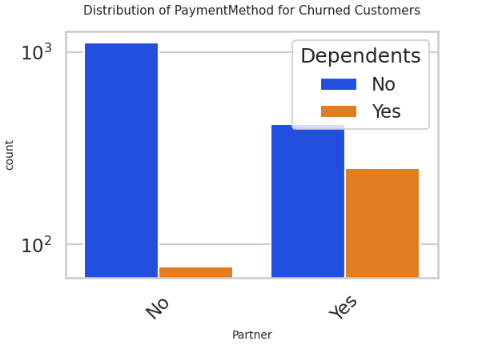 Distribution of PaymentMethod for Churned Customers
10³
10²
count
Dependents
No
Yes
No
Yes
Partner